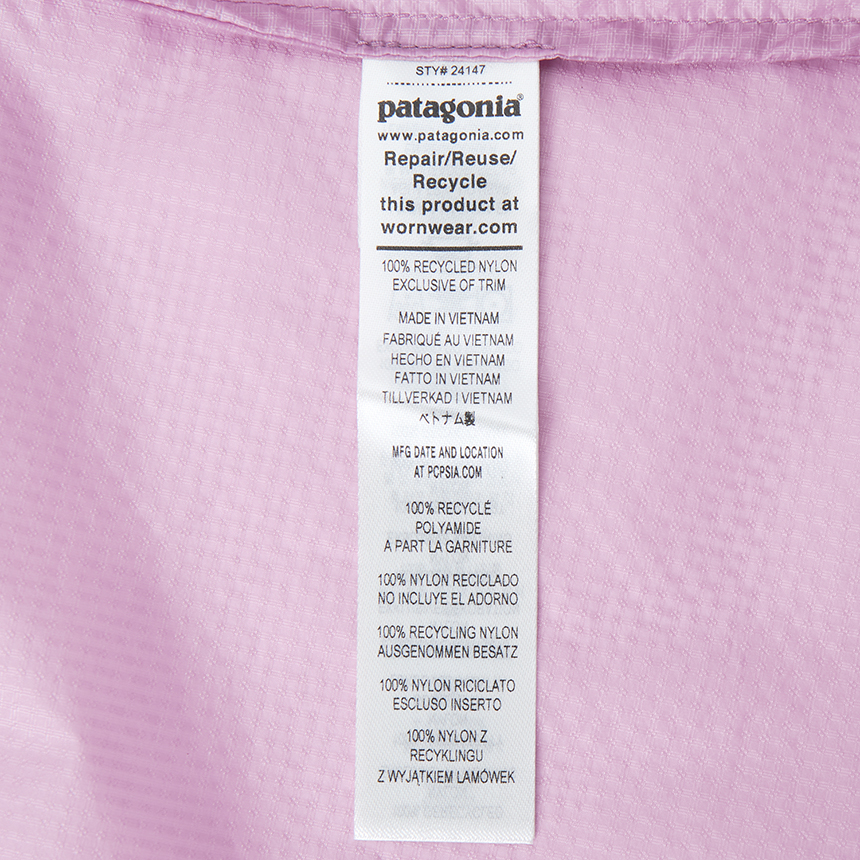 STY# 24147
patagonia®
www.patagonia.com
Repair/Reuse/
Recycle
this product at
wornwear.com
100% RECYCLED NYLON
EXCLUSIVE OF TRIM
MADE IN VIETNAM
FABRIQUÉ AU VIETNAM
HECHO EN VIETNAM
FATTO IN VIETNAM
TILLVERKAD I VIETNAM
ベトナム製
MFG DATE AND LOCATION
AT PCPSIA.COM
100% RECYCLÉ
POLYAMIDE
A PART LA GARNITURE
100% NYLON RECICLADO
NO INCLUYE EL ADORNO
100% RECYCLING NYLON
AUSGENOMMEN BESATZ
100% NYLON RICICLATO
ESCLUSO INSERTO
100% NYLON Z
RECYKLINGU
Z WYJĄTKIEM LAMÓWEK